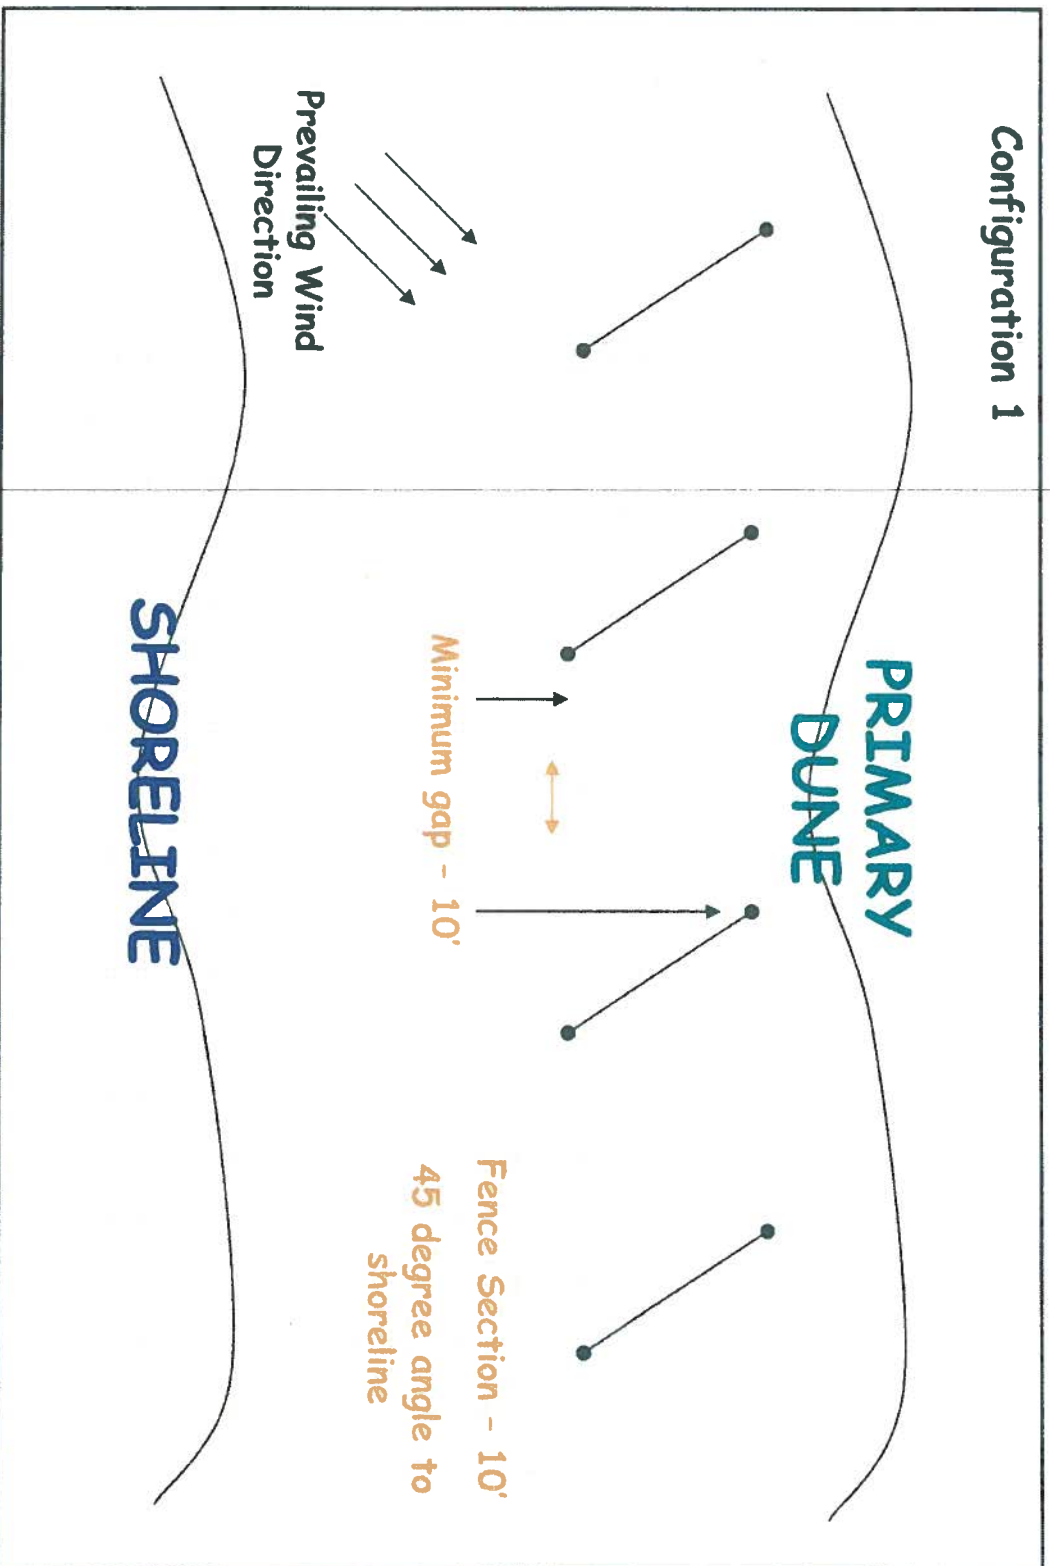 Configuration 1
PRIMARY
DUNE
Prevailing Wind
Direction
Minimum gap - 10'
Fence Section - 10'
45 degree angle to
shoreline
SHORELINE